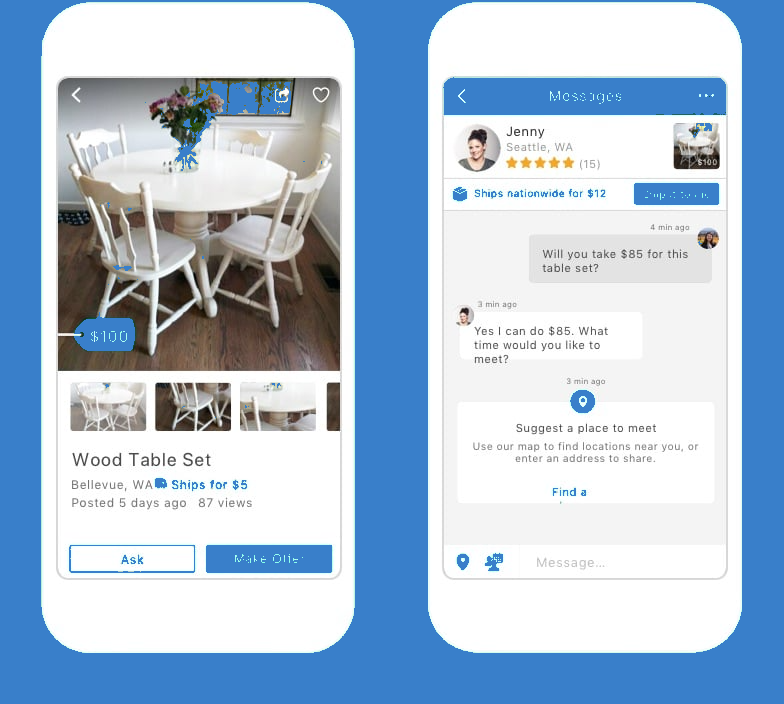 $100
Wood Table Set
Bellevue, WA Ships for $5
Posted 5 days ago 87 views
Ask
Make Offer
Messages
Jenny
Seattle, WA
(15)
$100
Ships nationwide for $12
4 min ago
Will you take $85 for this
table set?
3 min ago
Yes I can do $85. What
time would you like to
meet?
3 min ago
Suggest a place to meet
Use our map to find locations near you, or
enter an address to share.
Find a
Message...